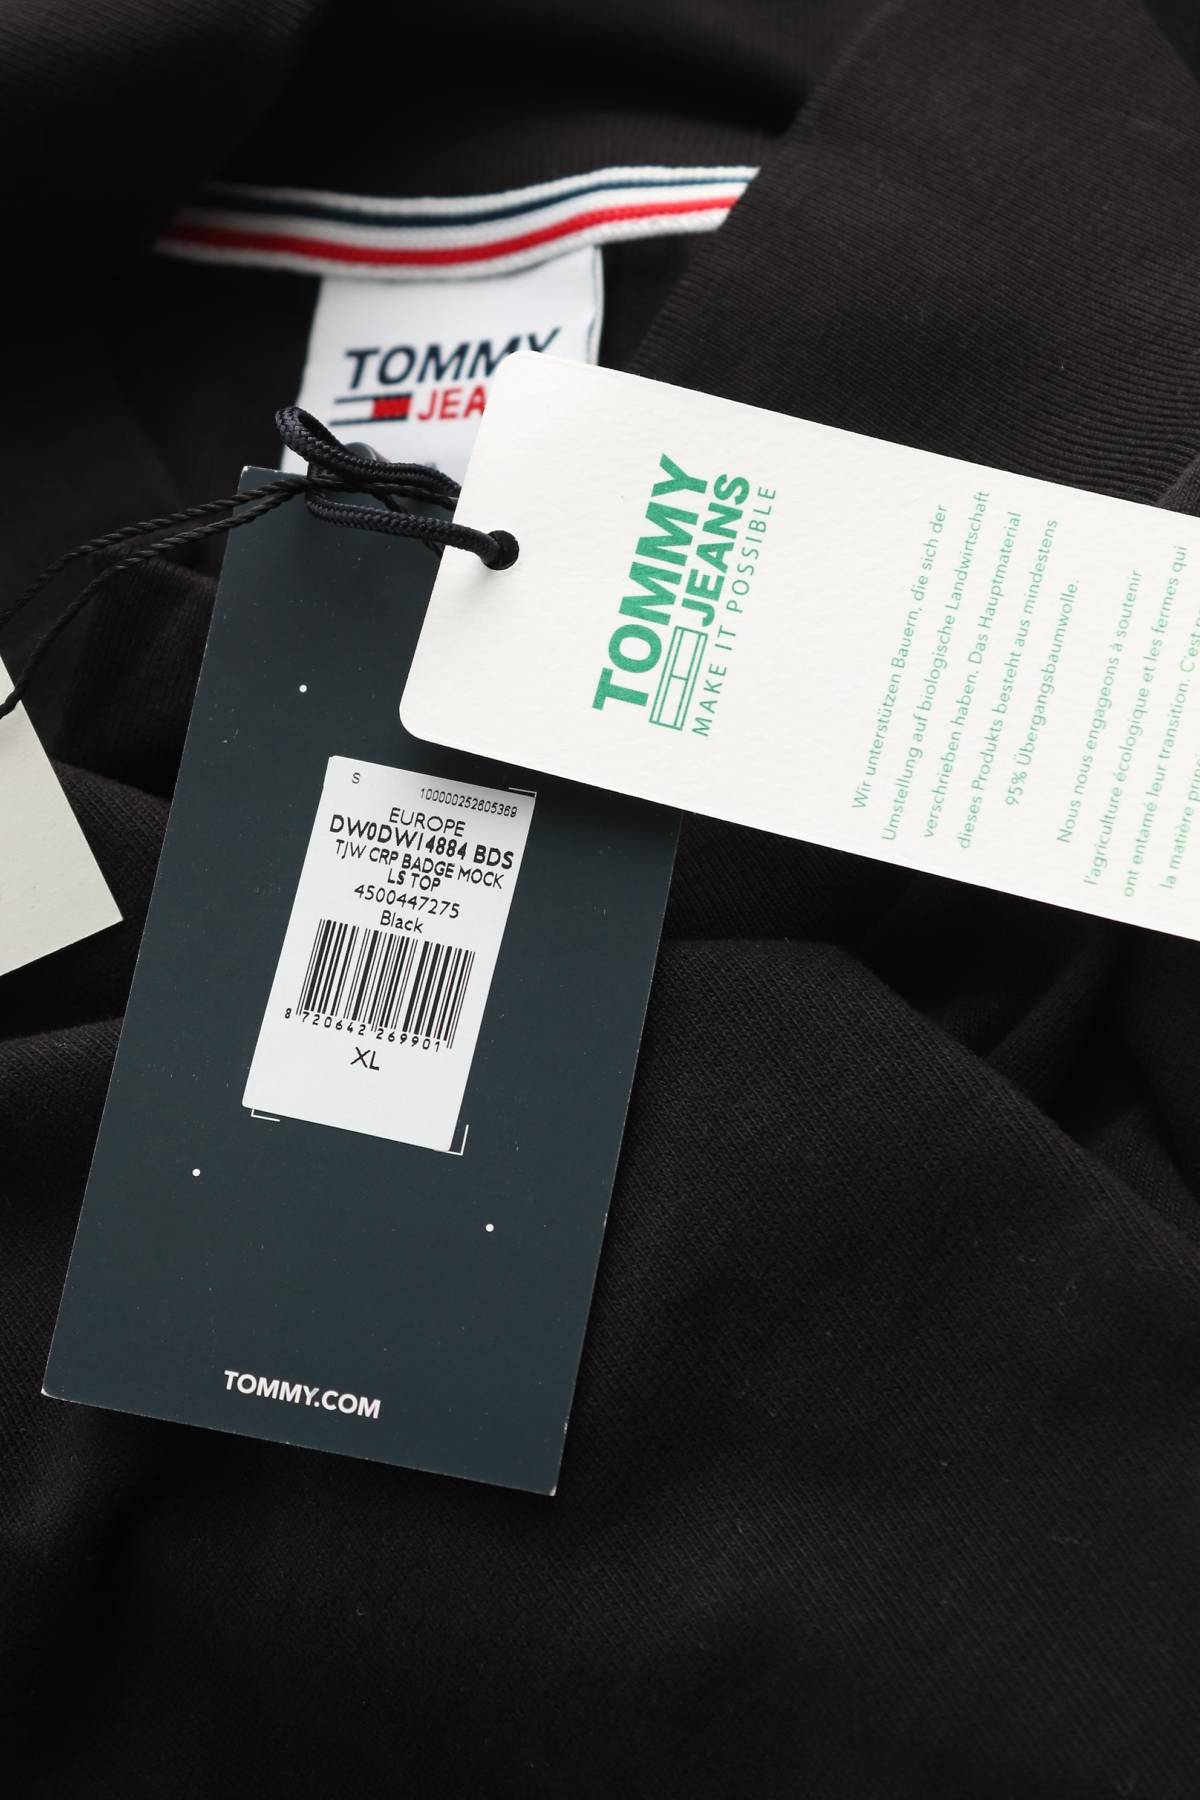 TOMMY
S
100000252605369
EUROPE
DW0DW14884 BDS
TJW CRP BADGE MOCK
LS TOP
4500447275
Black
8 720642 269901
XL
TOMMY.COM
TOMMY
JEANS
MAKE IT POSSIBLE
Wir unterstützen Bauern, die sich der
Umstellung auf biologische Landwirtschaft
verschrieben haben. Das Hauptmaterial
dieses Produkts besteht aus mindestens
95% Übergangsbaumwolle.
Nous nous engageons à soutenir
l'agriculture écologique et les fermes qui
ont entamé leur transition. C'est
la matière